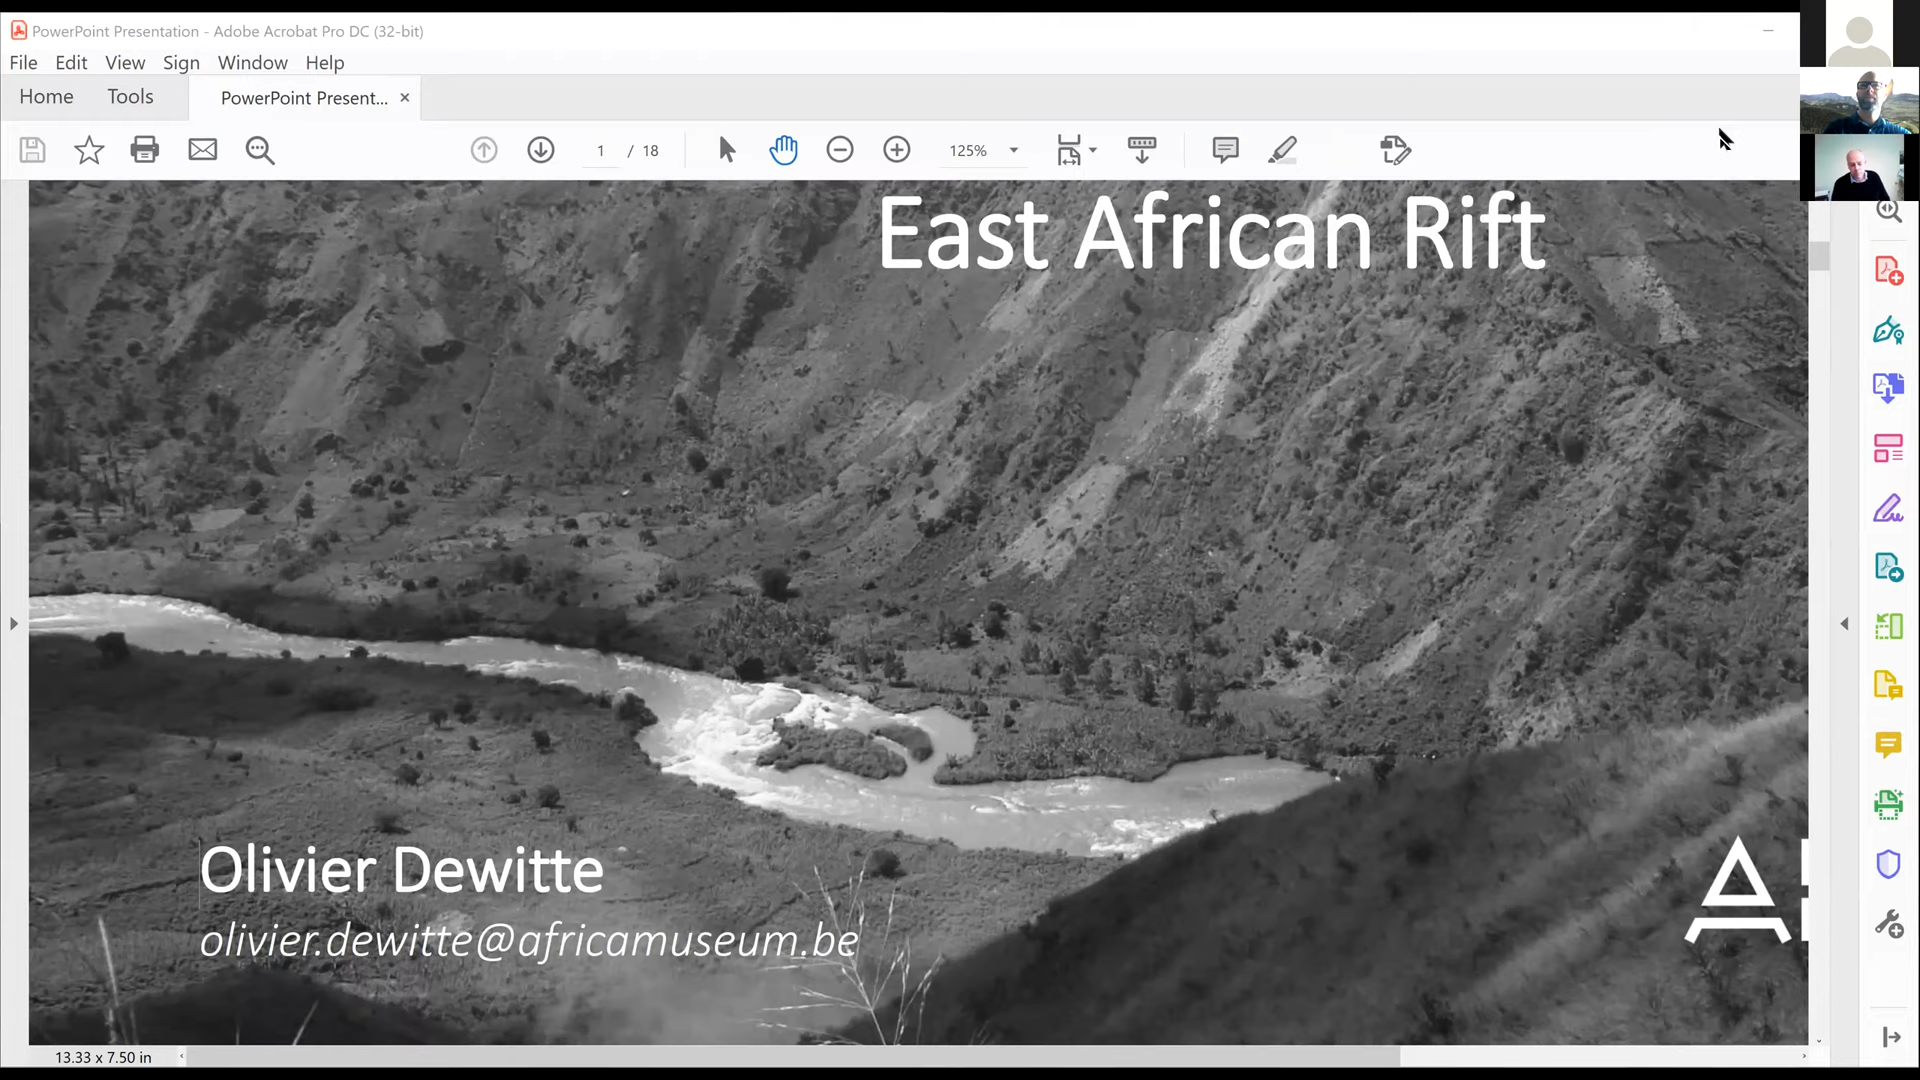 PowerPoint Presentation - Adobe Acrobat Pro DC (32-bit)
File Edit View Sign Window Help
Home Tools PowerPoint Present...
1 / 18 125%
East African Rift
Olivier Dewitte
olivier.dewitte@africamuseum.be
13.33 x 7.50 in